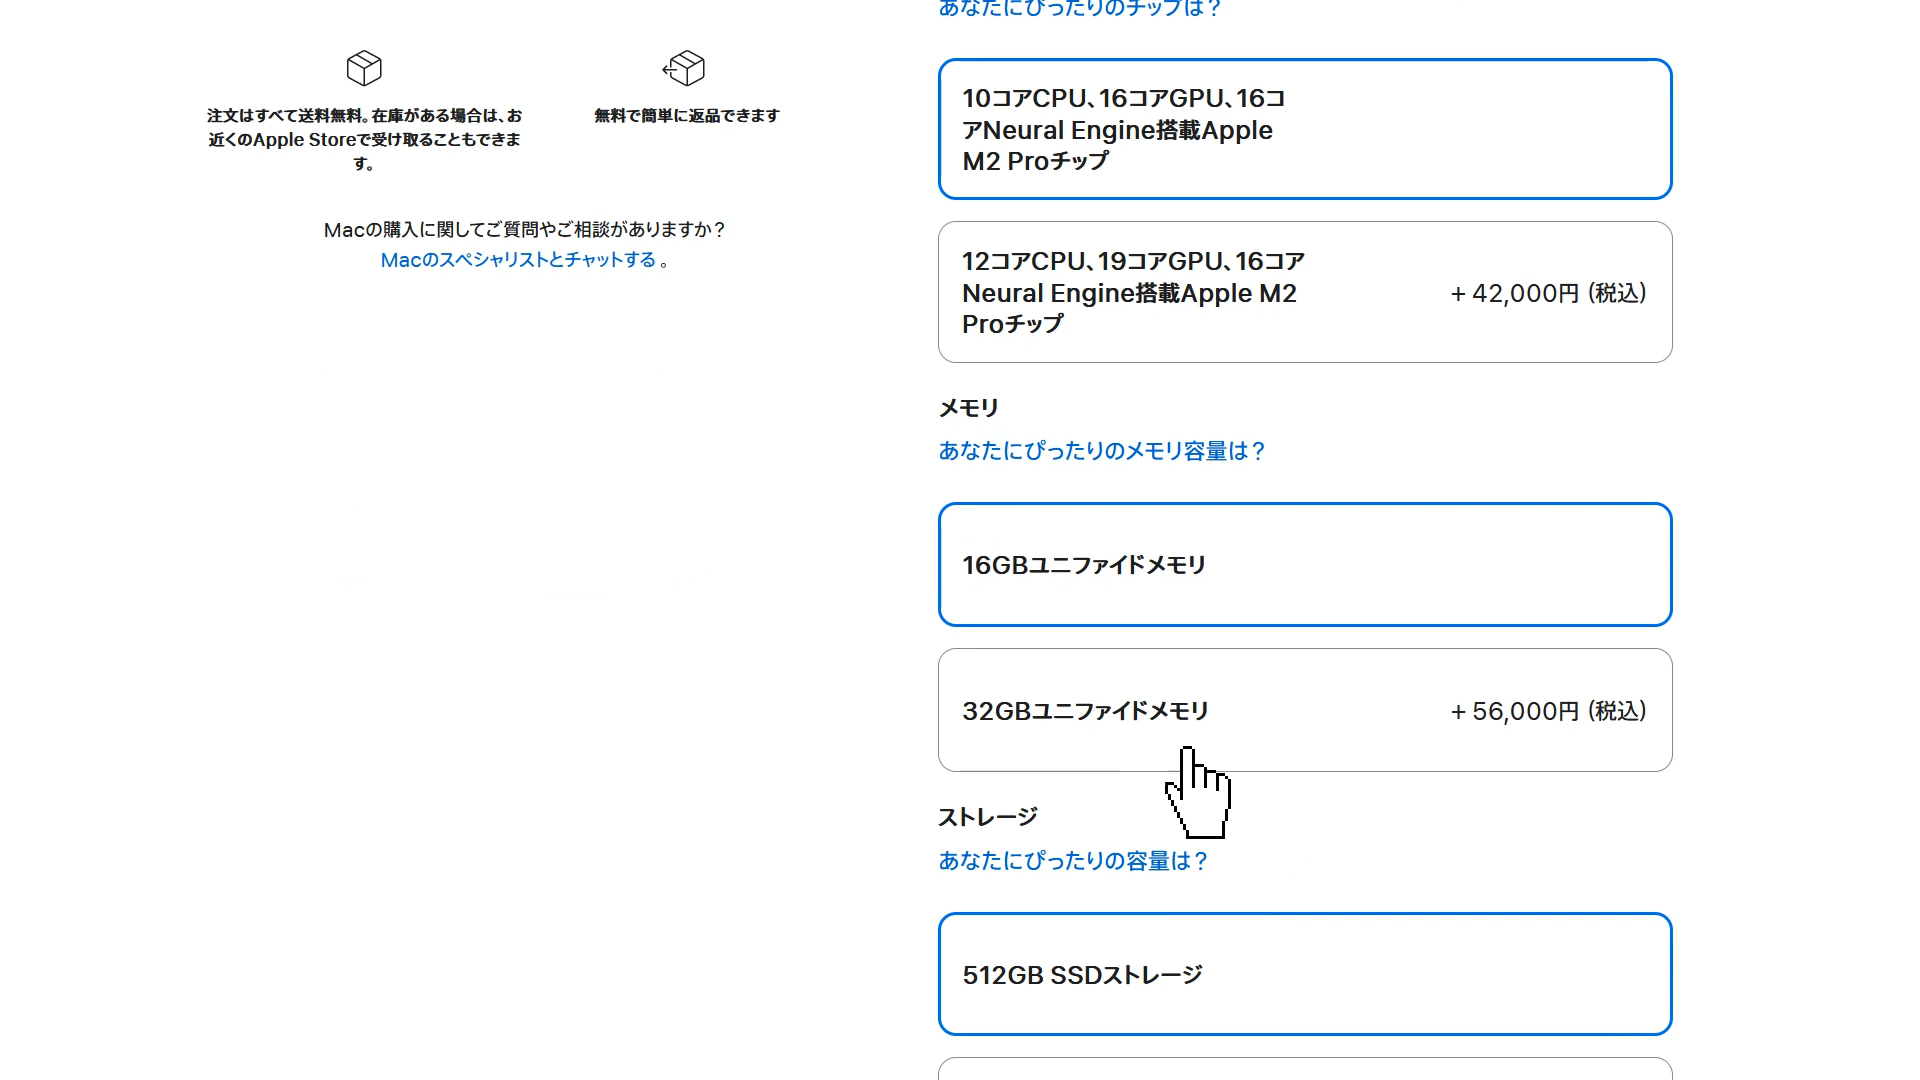 注文はすべて送料無料。在庫がある場合は、お
近くのApple Storeで受け取ることもできま
す。
無料で簡単に返品できます
Macの購入に関してご質問やご相談がありますか？
Macのスペシャリストとチャットする 。
あなたにぴったりのチップは？
10コアCPU、16コアGPU、16コ
アNeural Engine搭載Apple
M2 Proチップ
12コアCPU、19コアGPU、16コア
Neural Engine搭載Apple M2
Proチップ
+ 42,000円 (税込)
メモリ
あなたにぴったりのメモリ容量は？
16GBユニファイドメモリ
32GBユニファイドメモリ
+ 56,000円 (税込)
ストレージ
あなたにぴったりの容量は？
512GB SSDストレージ